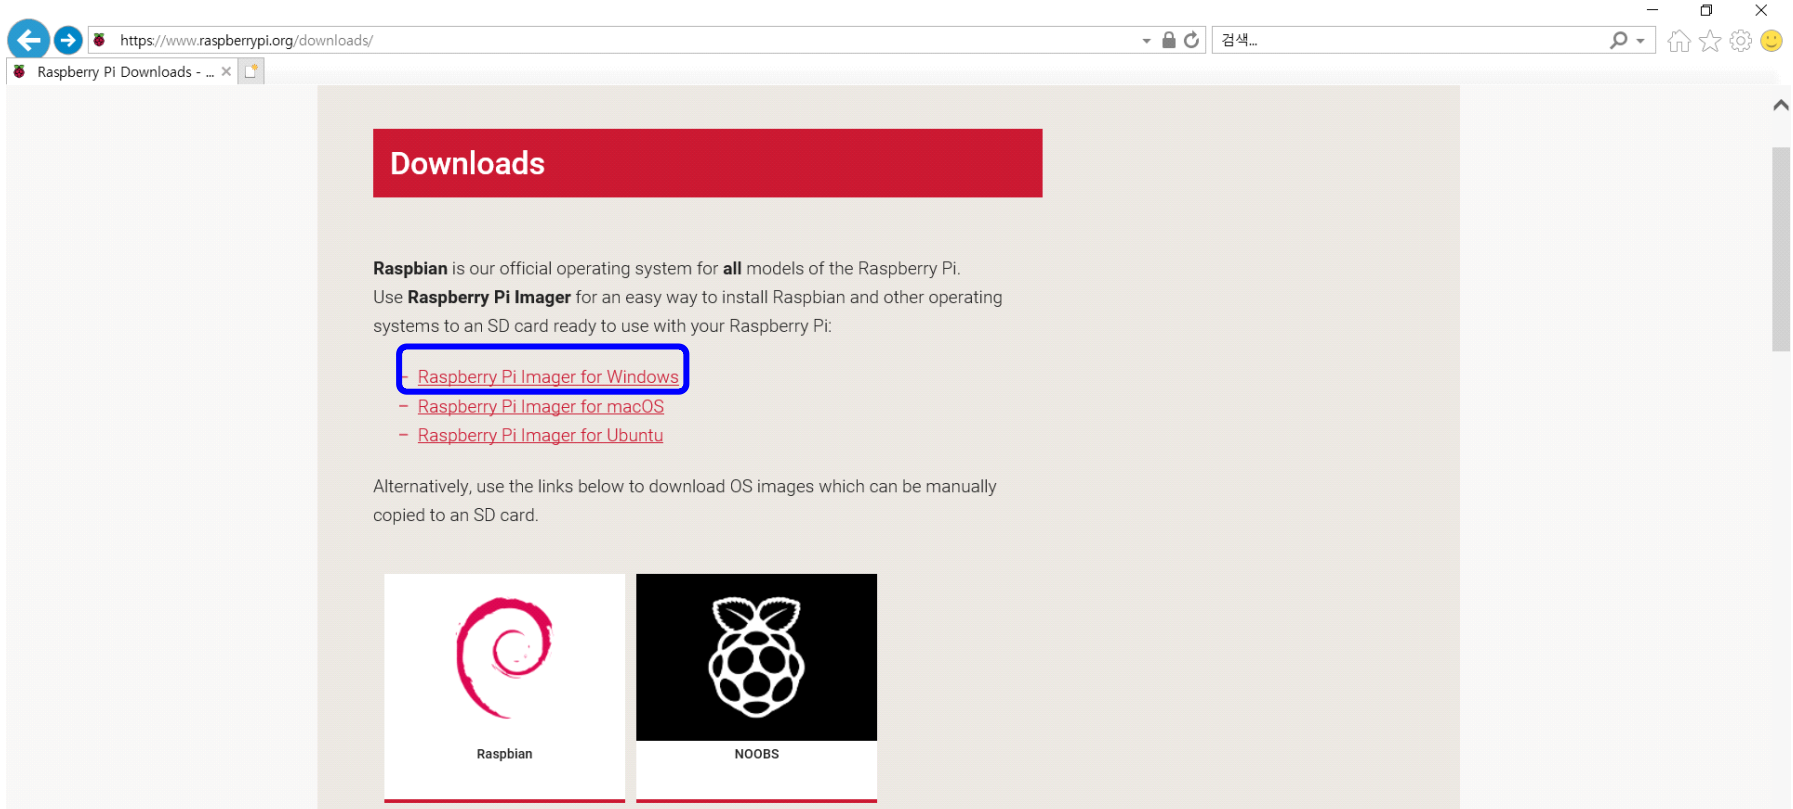 https://www.raspberrypi.org/downloads/
검색...
Raspberry Pi Downloads - ...
Downloads
Raspbian is our official operating system for all models of the Raspberry Pi.
Use Raspberry Pi Imager for an easy way to install Raspbian and other operating
systems to an SD card ready to use with your Raspberry Pi:
– Raspberry Pi Imager for Windows
– Raspberry Pi Imager for macOS
– Raspberry Pi Imager for Ubuntu
Alternatively, use the links below to download OS images which can be manually
copied to an SD card.
Raspbian
NOOBS